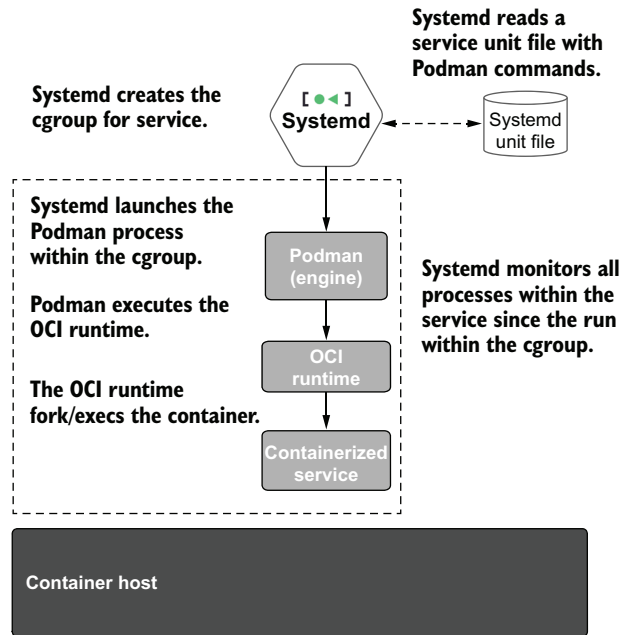 Systemd reads a
service unit file with
Podman commands.
Systemd creates the
cgroup for service.
Systemd
Systemd
unit file
Systemd launches the
Podman process
within the cgroup.
Podman
(engine)
Systemd monitors all
processes within the
service since the run
within the cgroup.
Podman executes the
OCI runtime.
OCI
runtime
The OCI runtime
fork/execs the container.
Containerized
service
Container host